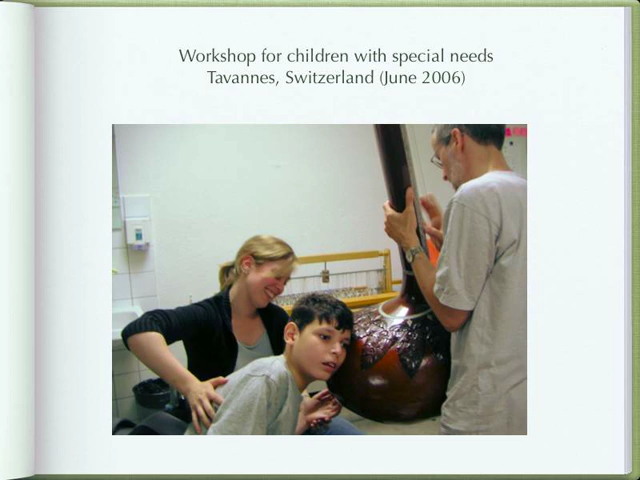 Workshop for children with special needs
Tavannes, Switzerland (June 2006)